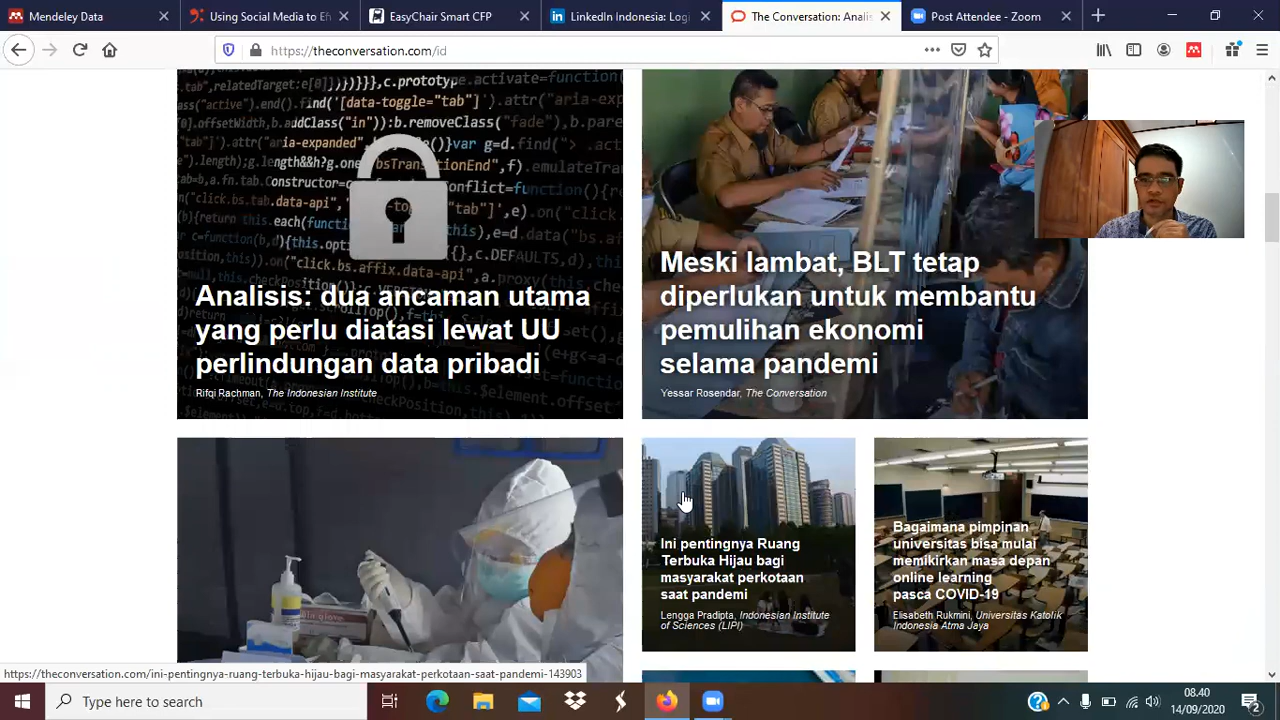 Mendeley Data
Using Social Media to Ef
EasyChair Smart CFP
LinkedIn Indonesia: Logi
The Conversation: Analis
Post Attendee - Zoom
https://theconversation.com/id
Analisis: dua ancaman utama
yang perlu diatasi lewat UU
perlindungan data pribadi
Rifqi Rachman, The Indonesian Institute
Meski lambat, BLT tetap
diperlukan untuk membantu
pemulihan ekonomi
selama pandemi
Yessar Rosendar, The Conversation
Ini pentingnya Ruang
Terbuka Hijau bagi
masyarakat perkotaan
saat pandemi
Lengga Pradipta, Indonesian Institute
of Sciences (LIPI)
Bagaimana pimpinan
universitas bisa mulai
memikirkan masa depan
online learning
pasca COVID-19
Elisabeth Rukmini, Universitas Katolik
Indonesia Atma Jaya
https://theconversation.com/ini-pentingnya-ruang-terbuka-hijau-bagi-masyarakat-perkotaan-saat-pandemi-143903
Type here to search
08.40
14/09/2020
2